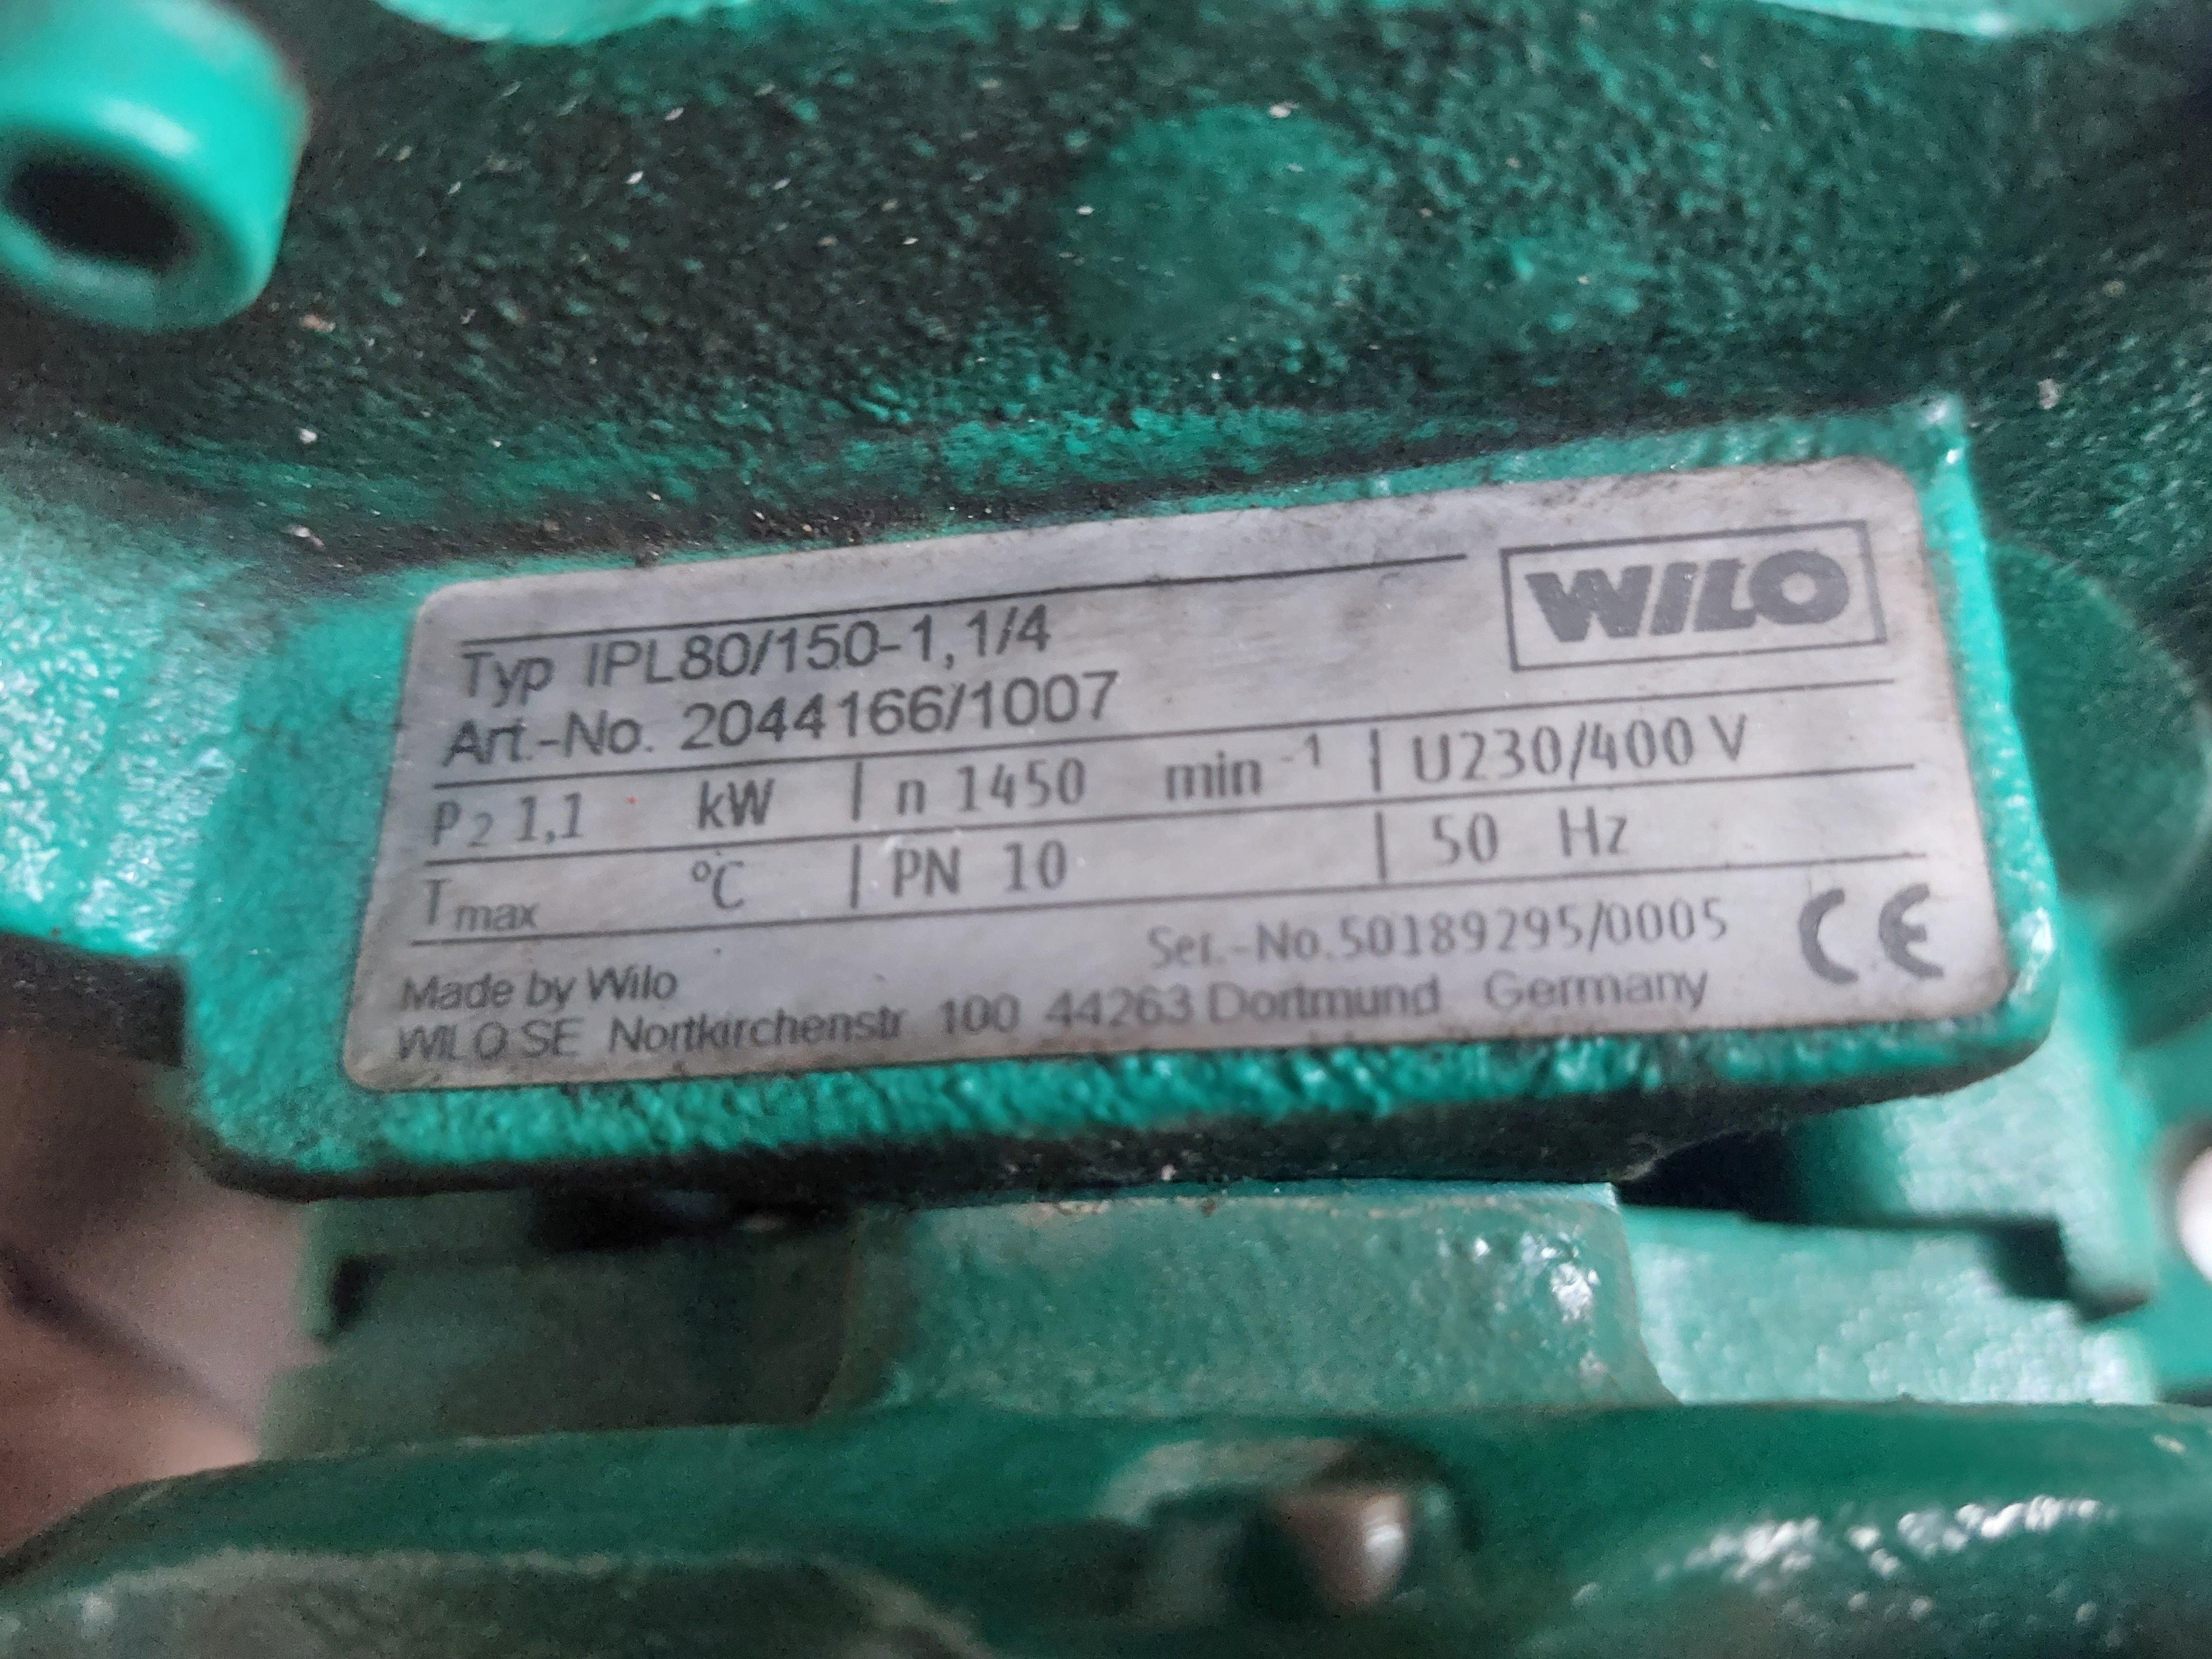 WILO
Typ IPL80/150-1,1/4
Art.-No. 2044166/1007
P2 1,1 kW | n 1450 min -1 | U230/400 V
Tmax °C | PN 10 | 50 Hz
Ser.-No.50189295/0005
CE
Made by Wilo
WILO SE Nortkirchenstr 100 44263 Dortmund Germany